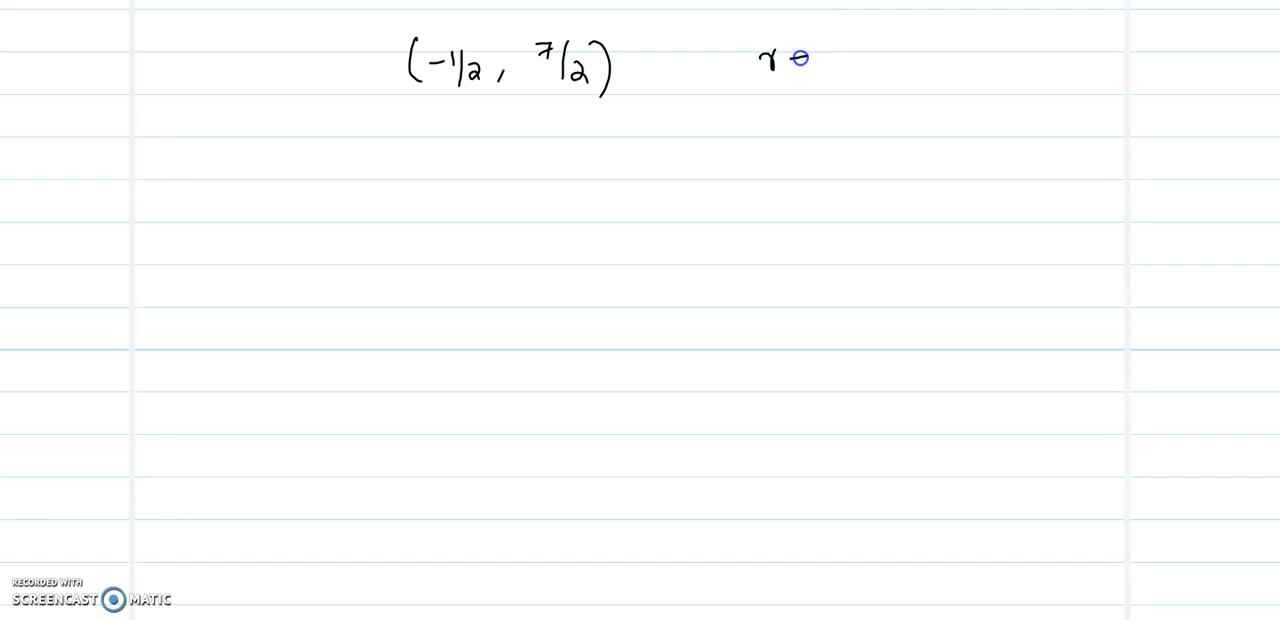 (-1/2, 7/2) r -
RECORDED WITH
SCREENCAST MATIC